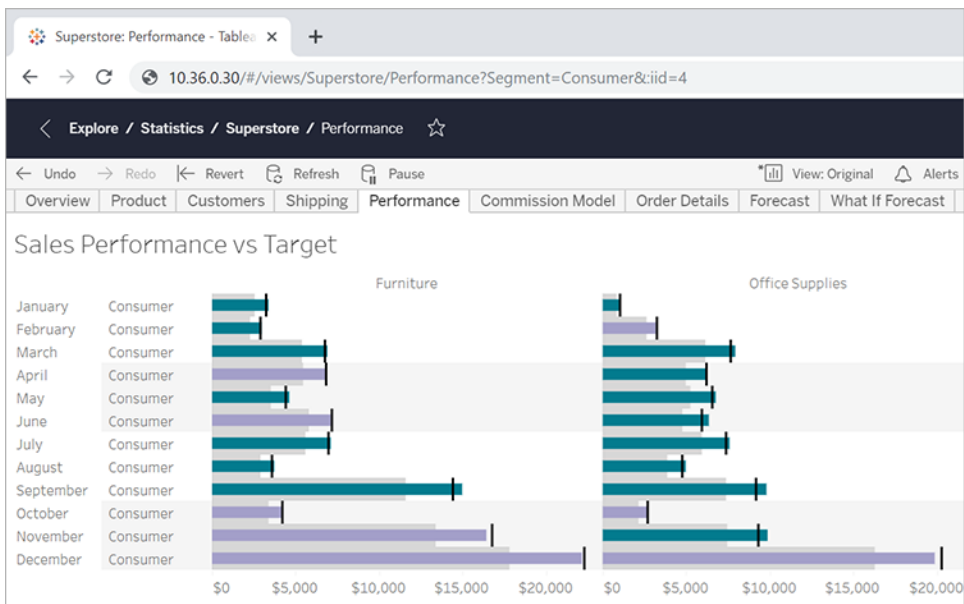 Superstore: Performance - Tablea
10.36.0.30/#/views/Superstore/Performance?Segment=Consumer&:iid=4
Explore / Statistics / Superstore / Performance
Undo Redo Revert Refresh Pause View: Original Alerts
Overview Product Customers Shipping Performance Commission Model Order Details Forecast What If Forecast
Sales Performance vs Target
Furniture Office Supplies
January Consumer
February Consumer
March Consumer
April Consumer
May Consumer
June Consumer
July Consumer
August Consumer
September Consumer
October Consumer
November Consumer
December Consumer
$0 $5,000 $10,000 $15,000 $20,000 $0 $5,000 $10,000 $15,000 $20,000